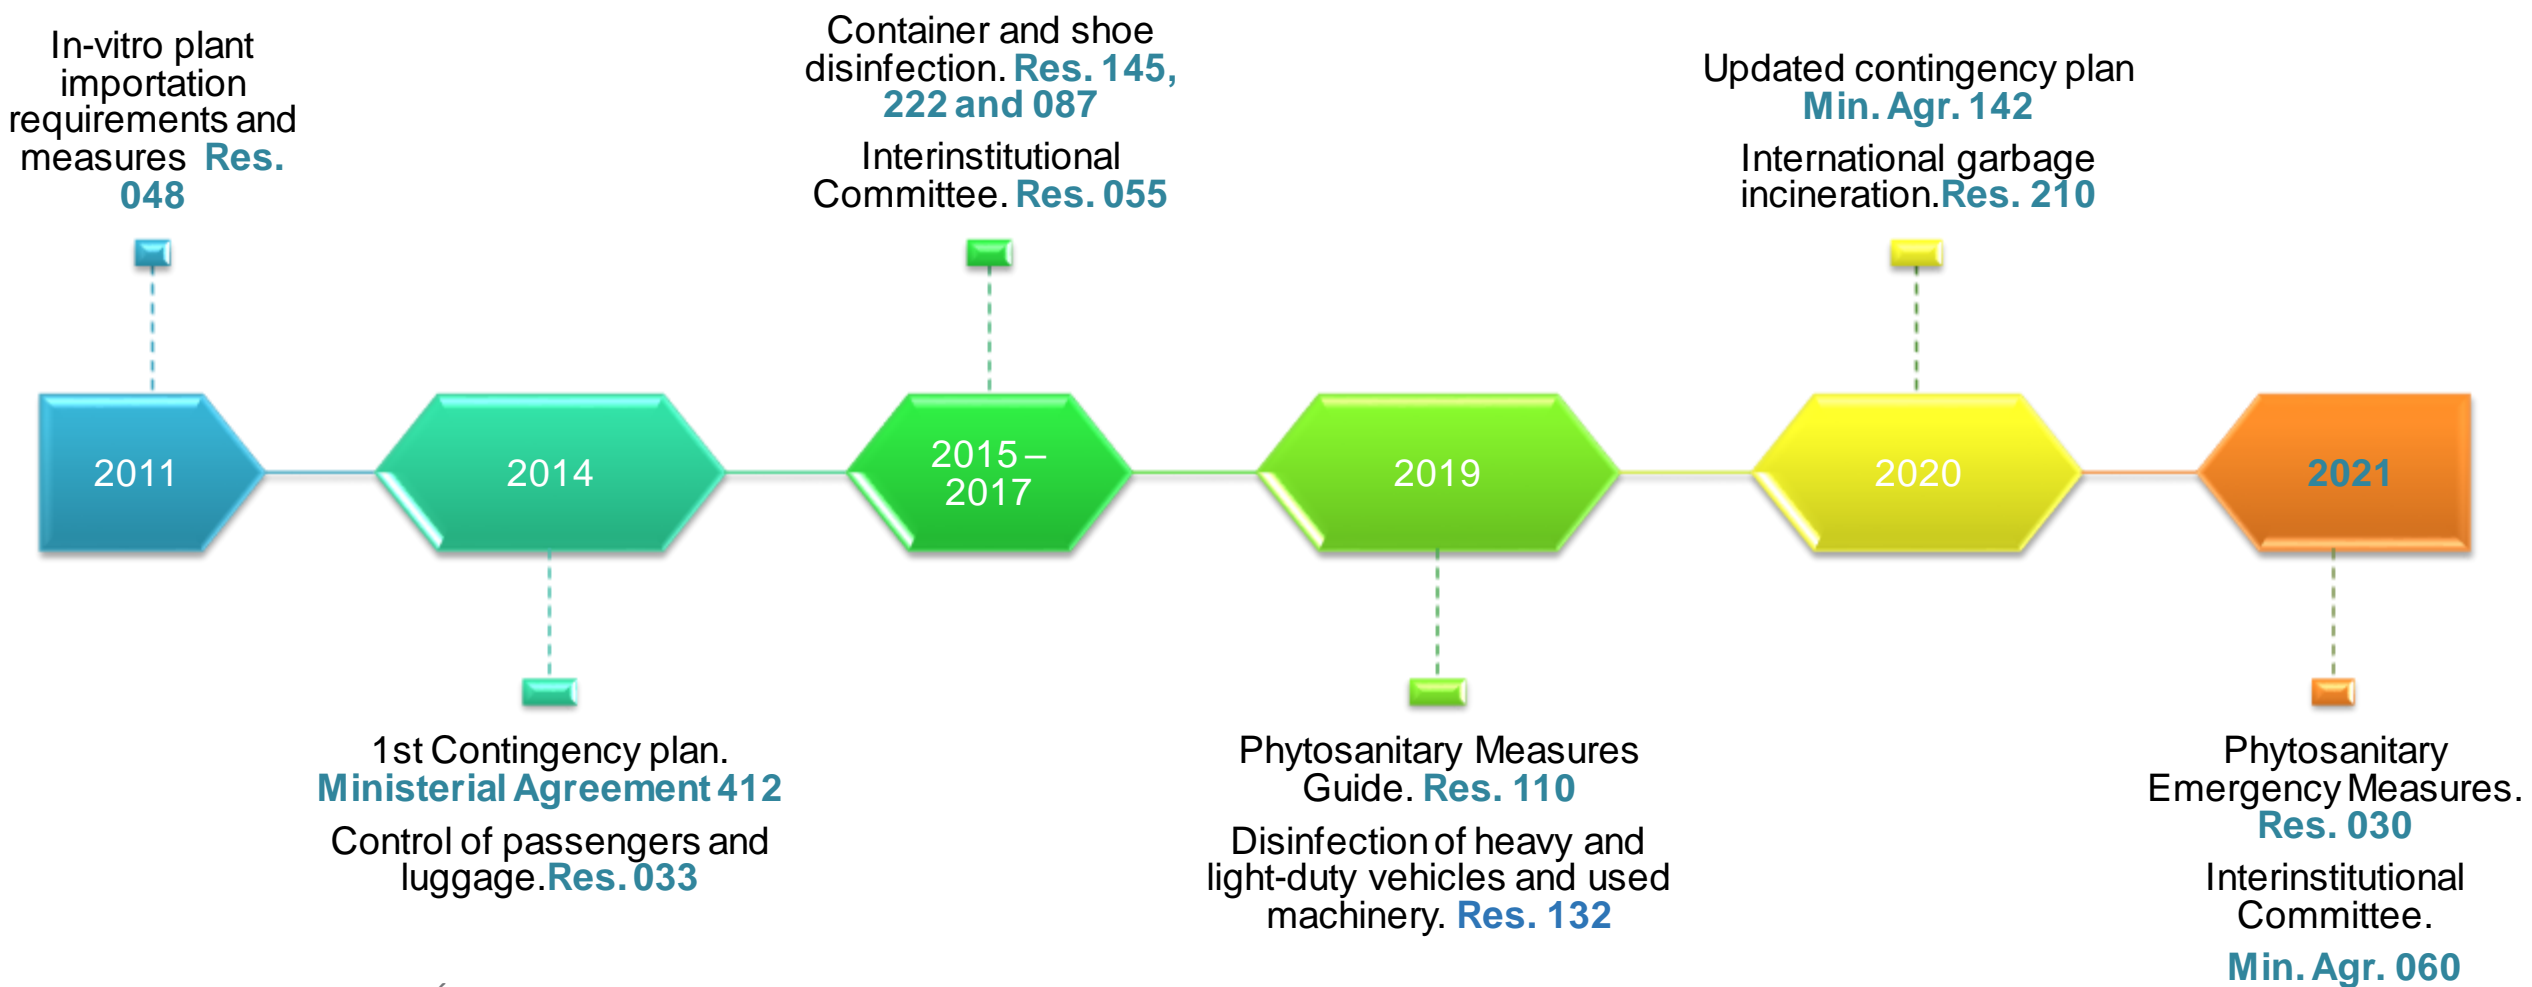 In-vitro plant
importation
requirements and
measures Res.
048
Container and shoe
disinfection. Res. 145,
222 and 087
Interinstitutional
Committee. Res. 055
Updated contingency plan
Min. Agr. 142
International garbage
incineration.Res. 210
2011
2014
2015 –
2017
2019
2020
2021
1st Contingency plan.
Ministerial Agreement 412
Control of passengers and
luggage.Res. 033
Phytosanitary Measures
Guide. Res. 110
Disinfection of heavy and
light-duty vehicles and used
machinery. Res. 132
Phytosanitary
Emergency Measures.
Res. 030
Interinstitutional
Committee.
Min. Agr. 060